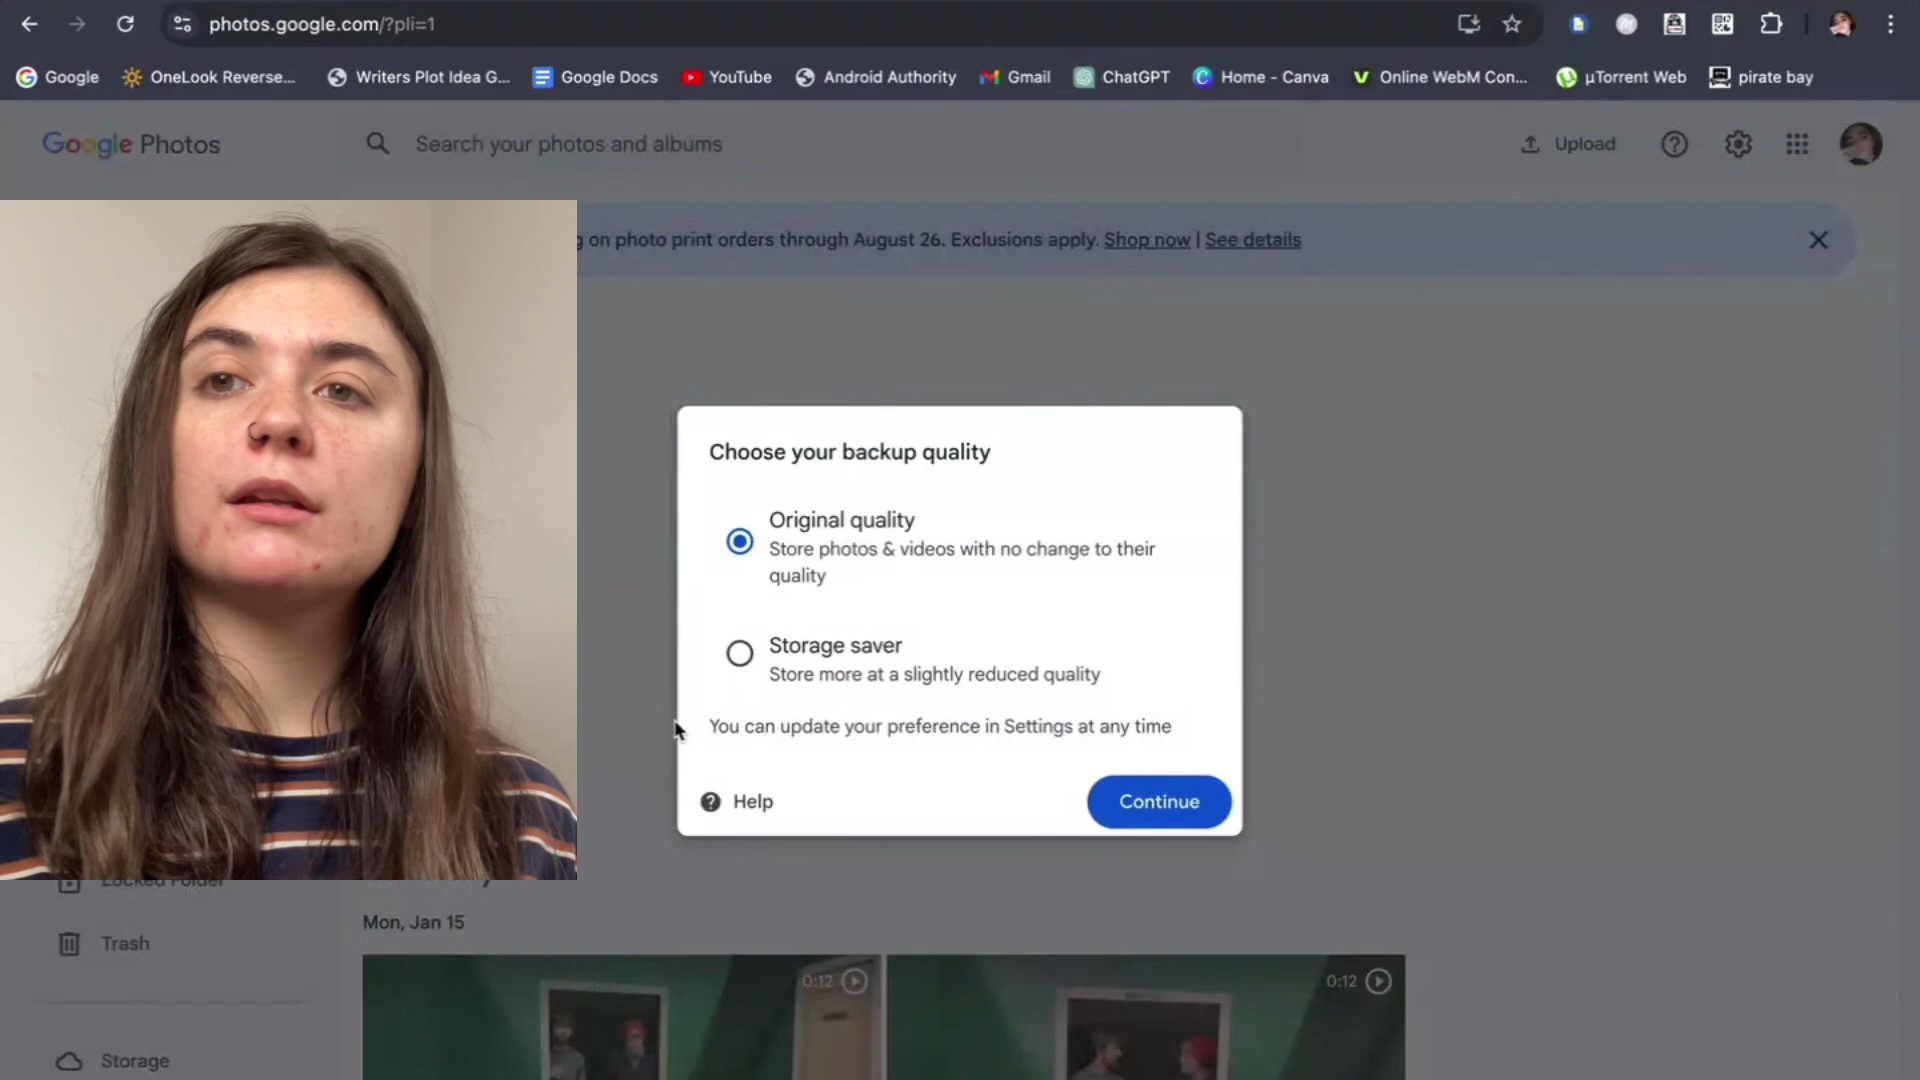 photos.google.com/?pli=1
Google
OneLook Reverse...
Writers Plot Idea G...
Google Docs
YouTube
Android Authority
Gmail
ChatGPT
Home - Canva
Online WebM Con...
µTorrent Web
pirate bay
Google Photos
Search your photos and albums
Upload
on photo print orders through August 26. Exclusions apply. Shop now | See details
Choose your backup quality
Original quality
Store photos & videos with no change to their
quality
Storage saver
Store more at a slightly reduced quality
You can update your preference in Settings at any time
Help
Continue
Locked Folder
Mon, Jan 15
Trash
0:12
0:12
Storage